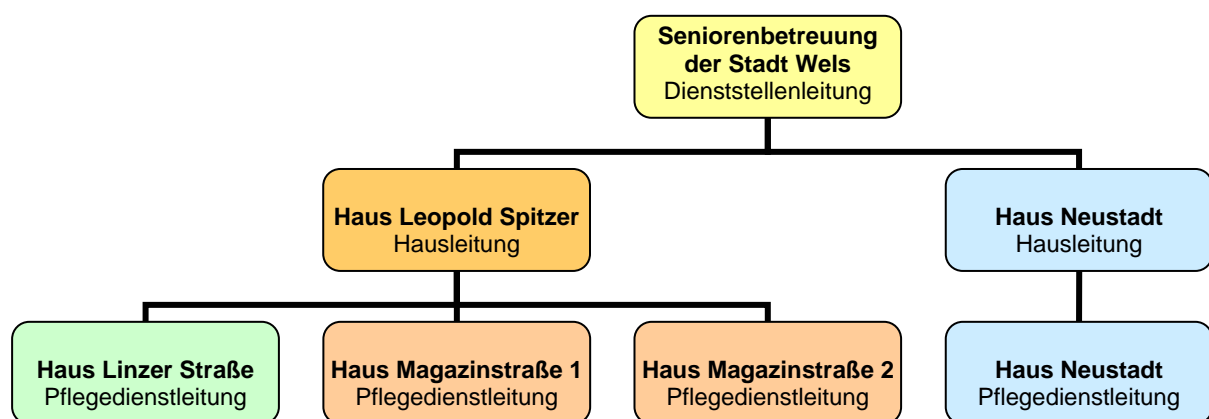 Seniorenbetreuung
der Stadt Wels
Dienststellenleitung
Haus Leopold Spitzer
Hausleitung
Haus Neustadt
Hausleitung
Haus Linzer Straße
Pflegedienstleitung
Haus Magazinstraße 1
Pflegedienstleitung
Haus Magazinstraße 2
Pflegedienstleitung
Haus Neustadt
Pflegedienstleitung